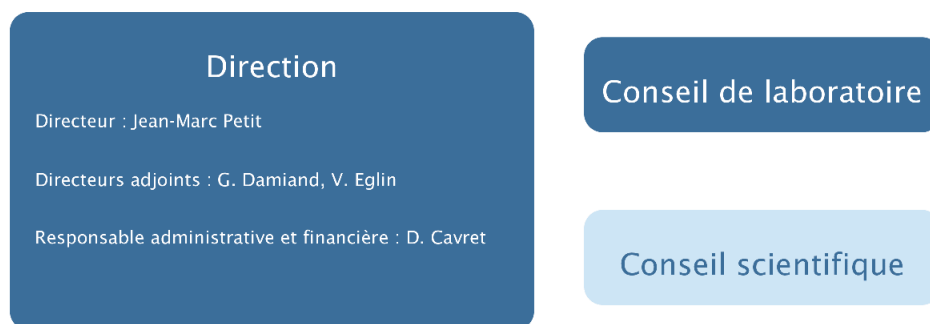 Direction
Directeur : Jean-Marc Petit
Directeurs adjoints : G. Damiand, V. Eglin
Responsable administrative et financière : D. Cavret
Conseil de laboratoire
Conseil scientifique